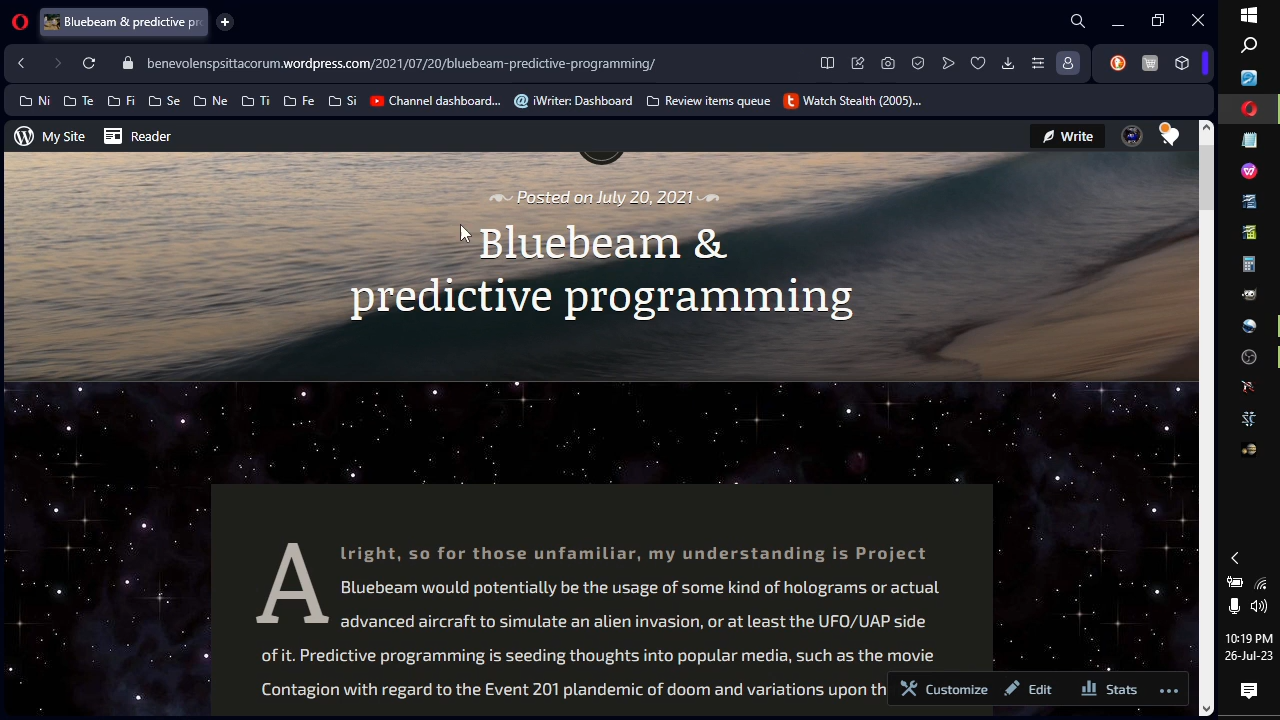 Bluebeam & predictive pr
benevolenspsittacorum.wordpress.com/2021/07/20/bluebeam-predictive-programming/
Ni Te Fi Se Ne Ti Fe Si Channel dashboard... iWriter: Dashboard Review items queue Watch Stealth (2005)...
My Site Reader Write
Posted on July 20, 2021
Bluebeam &
predictive programming
Alright, so for those unfamiliar, my understanding is Project
Bluebeam would potentially be the usage of some kind of holograms or actual
advanced aircraft to simulate an alien invasion, or at least the UFO/UAP side
of it. Predictive programming is seeding thoughts into popular media, such as the movie
Contagion with regard to the Event 201 plandemic of doom and variations upon th
Customize Edit Stats ...
10:19 PM
26-Jul-23